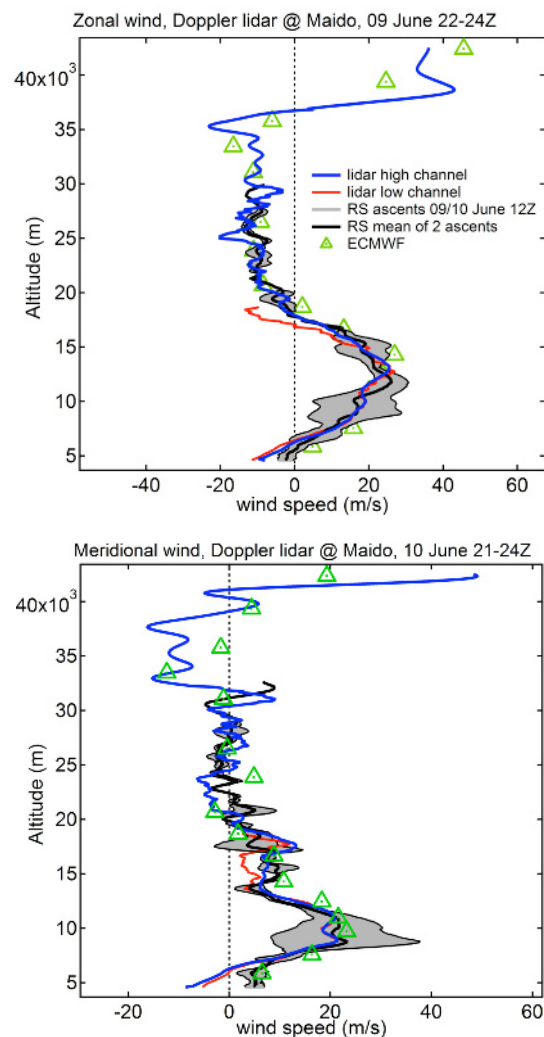 Zonal wind, Doppler lidar @ Maido, 09 June 22-24Z
40x10³
35
30
25
20
15
10
5
Altitude (m)
lidar high channel
lidar low channel
RS ascents 09/10 June 12Z
RS mean of 2 ascents
ECMWF
-40 -20 0 20 40 60
wind speed (m/s)
Meridional wind, Doppler lidar @ Maido, 10 June 21-24Z
40x10³
35
30
25
20
15
10
5
Altitude (m)
-20 0 20 40 60
wind speed (m/s)